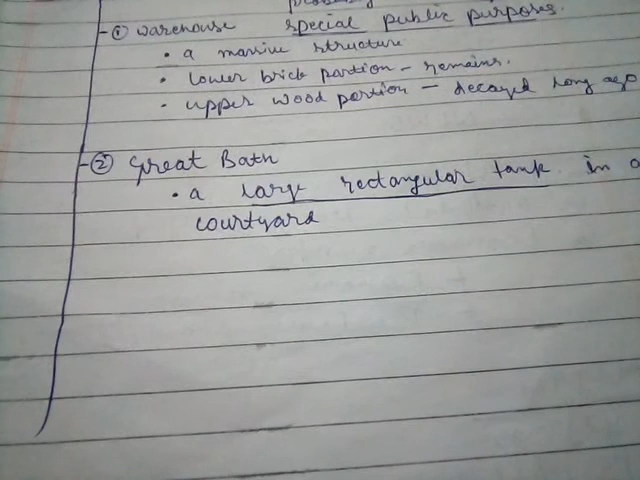 ① Warehouse special public purposes.
• a massive structure
• lower brick portion - remains.
• upper wood portion - decayed long ago
② Great Bath
• a large rectangular tank in a
courtyard